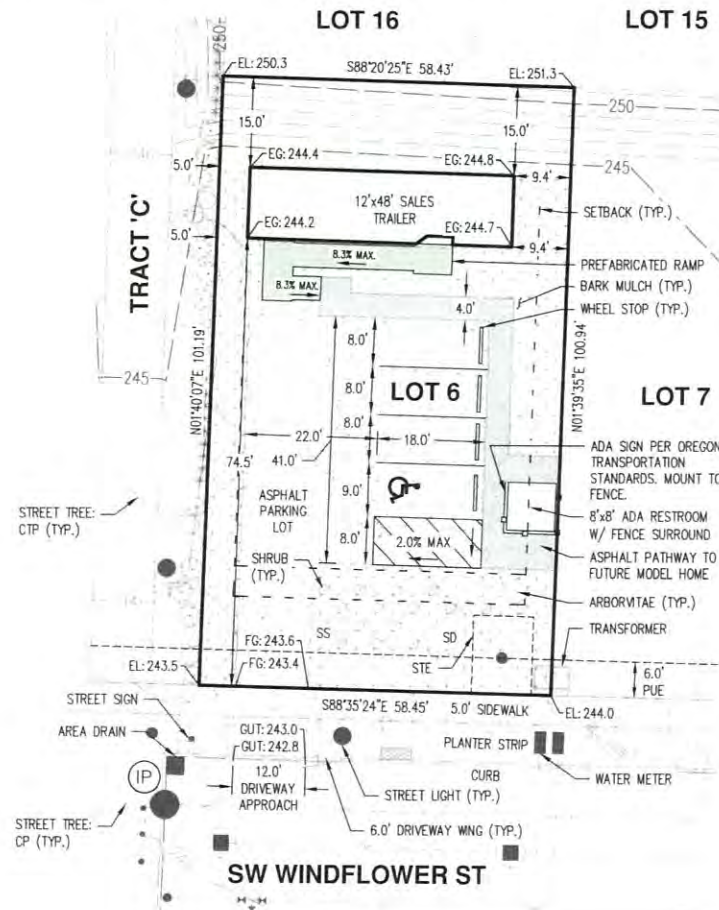 LOT 16
LOT 15
250
EL: 250.3
S88°20'25"E 58.43'
EL: 251.3
250
15.0'
15.0'
EG: 244.4
EG: 244.8
245
5.0'
9.4'
12'x48' SALES
TRAILER
SETBACK (TYP.)
TRACT 'C'
EG: 244.2
EG: 244.7
5.0'
9.4'
8.3% MAX.
PREFABRICATED RAMP
8.3% MAX.
BARK MULCH (TYP.)
4.0'
WHEEL STOP (TYP.)
N01°40'07"E 101.19'
N01°39'35"E 100.94'
8.0'
245
8.0'
LOT 6
LOT 7
8.0'
22.0'
18.0'
74.5'
41.0'
ADA SIGN PER OREGON
TRANSPORTATION
STANDARDS. MOUNT TO
FENCE.
9.0'
ASPHALT
PARKING
LOT
STREET TREE:
CTP (TYP.)
8'x8' ADA RESTROOM
W/ FENCE SURROUND
8.0'
2.0% MAX
SHRUB
(TYP.)
ASPHALT PATHWAY TO
FUTURE MODEL HOME
ARBORVITAE (TYP.)
SS
SD
TRANSFORMER
FG: 243.6
STE
EL: 243.5
FG: 243.4
6.0'
PUE
S88°35'24"E 58.45'
5.0' SIDEWALK
EL: 244.0
STREET SIGN
AREA DRAIN
GUT: 243.0
GUT: 242.8
PLANTER STRIP
12.0'
DRIVEWAY
APPROACH
CURB
WATER METER
IP
STREET LIGHT (TYP.)
STREET TREE:
CP (TYP.)
6.0' DRIVEWAY WING (TYP.)
SW WINDFLOWER ST